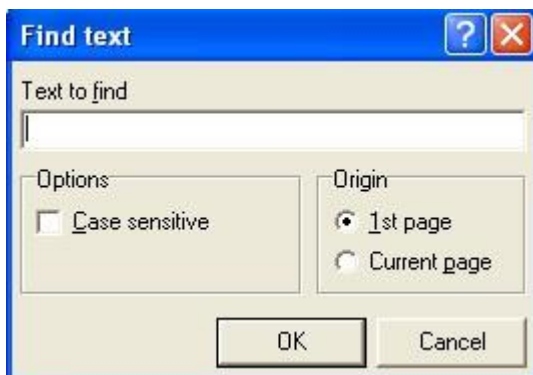 Find text
Text to find
Options
Case sensitive
Origin
1st page
Current page
OK
Cancel